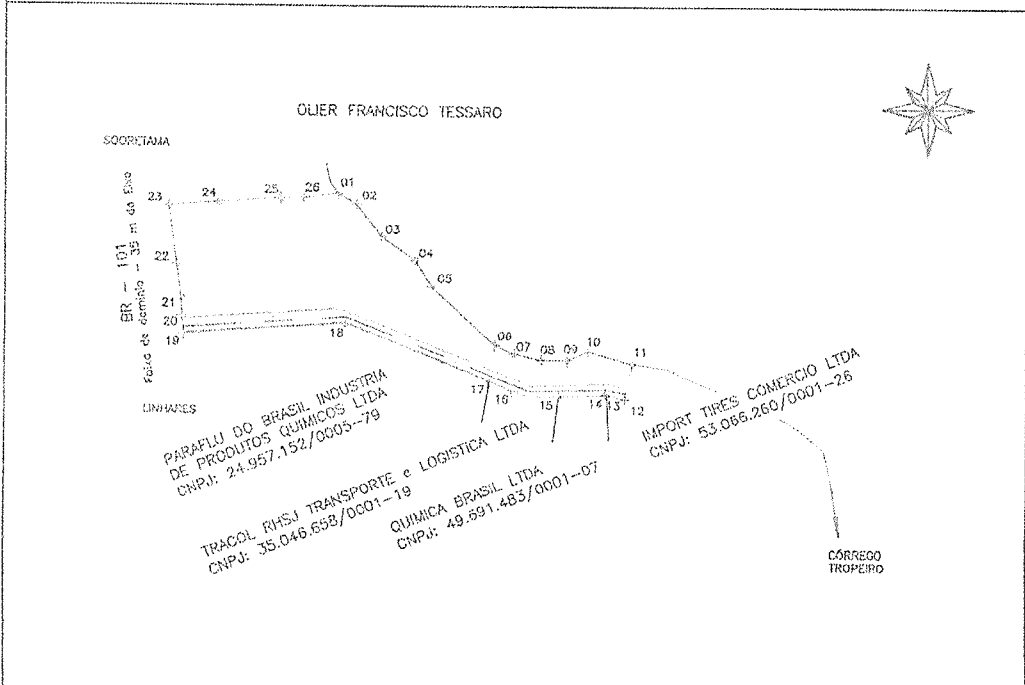 OLIER FRANCISCO TESSARO
SOORETAMA
23
24
25
26
01
02
03
04
05
06
07
08
09
10
11
22
21
20
19
18
17
16
15
14
13
12
BR - 101
Faixa de dominio - 35 m do Eixo
LINHARES
PARAFLU DO BRASIL INDUSTRIA
DE PRODUTOS QUIMICOS LTDA
CNPJ: 24.957.152/0005-79
TRACOL RHSJ TRANSPORTE e LOGISTICA LTDA
CNPJ: 35.046.658/0001-19
QUIMICA BRASIL LTDA
CNPJ: 49.691.483/0001-07
IMPORT TIRES COMERCIO LTDA
CNPJ: 53.066.260/0001-26
CÓRREGO
TROPEIRO